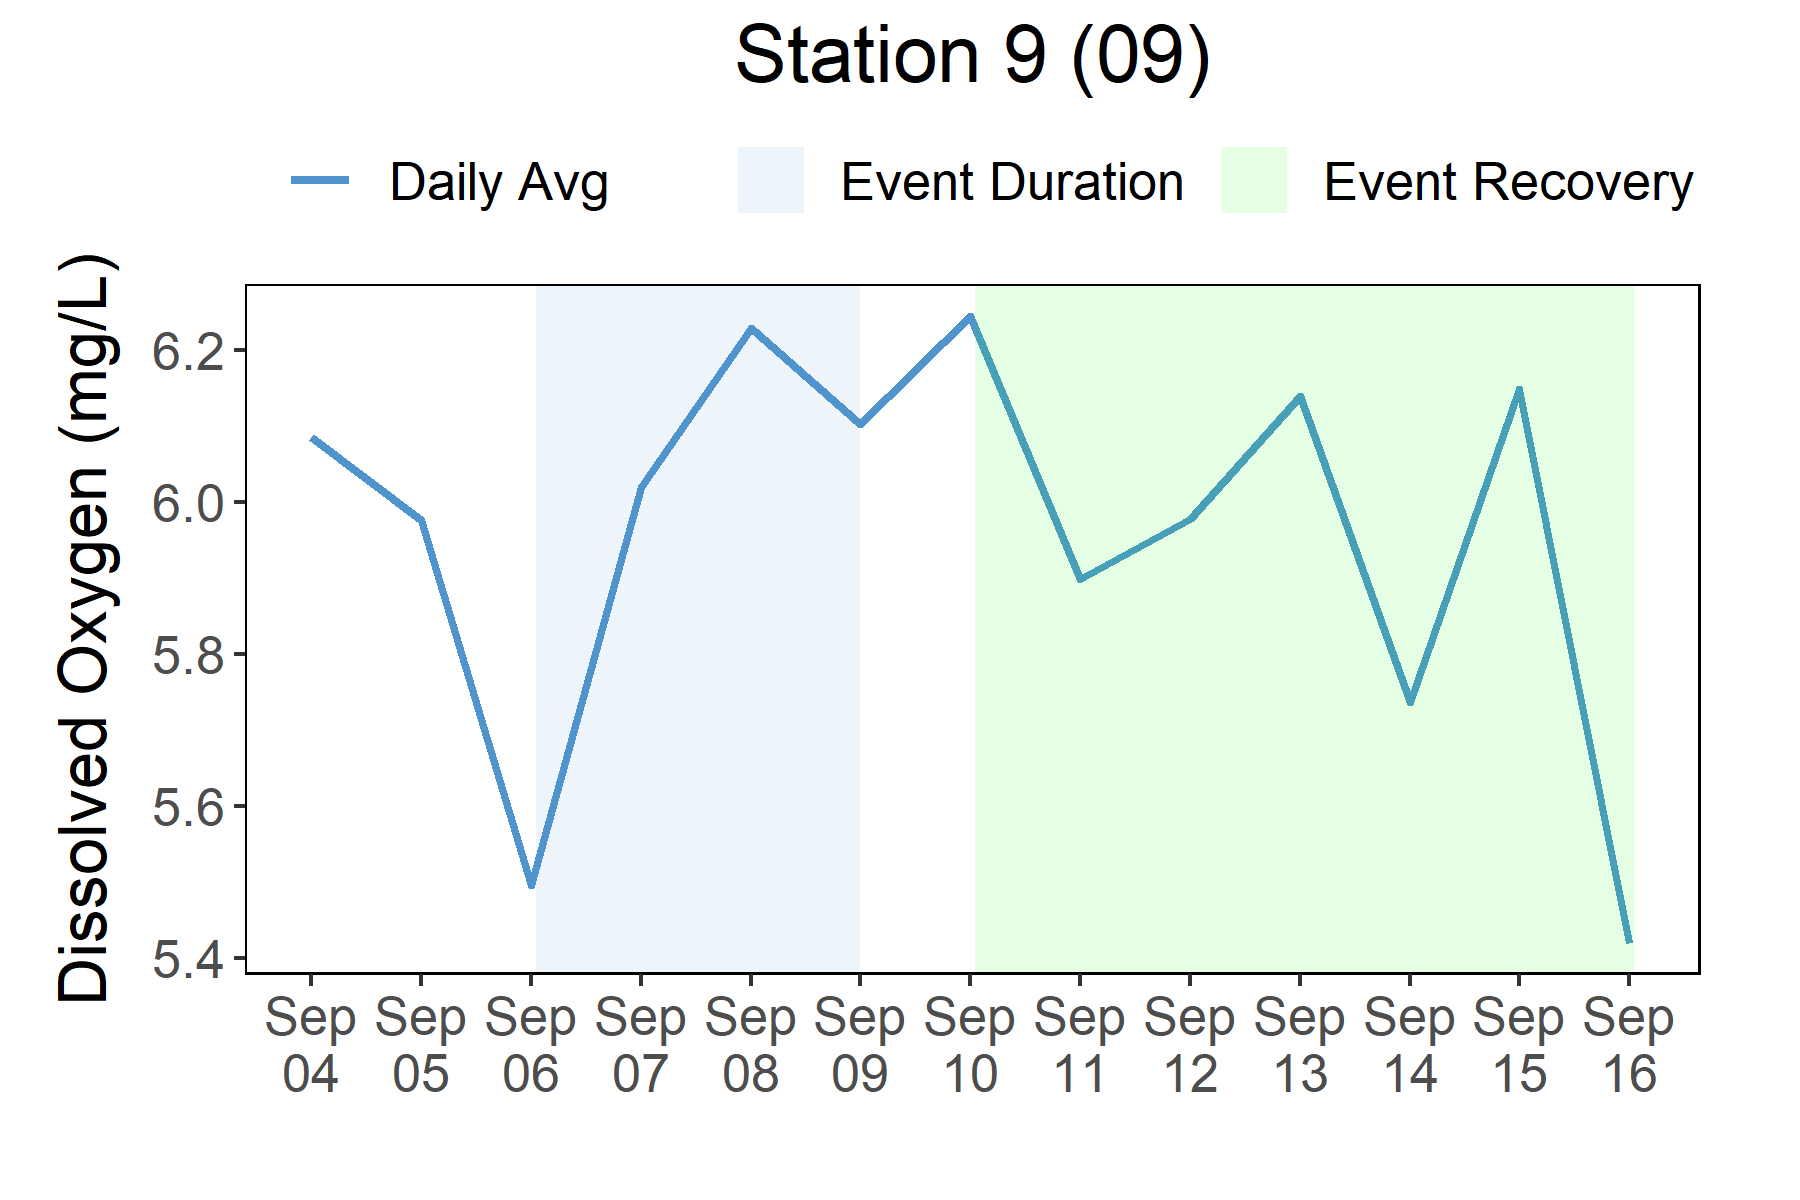 Station 9 (09)
Daily Avg Event Duration Event Recovery
Dissolved Oxygen (mg/L)
6.2
6.0
5.8
5.6
5.4
Sep Sep Sep Sep Sep Sep Sep Sep Sep Sep Sep Sep Sep
04 05 06 07 08 09 10 11 12 13 14 15 16